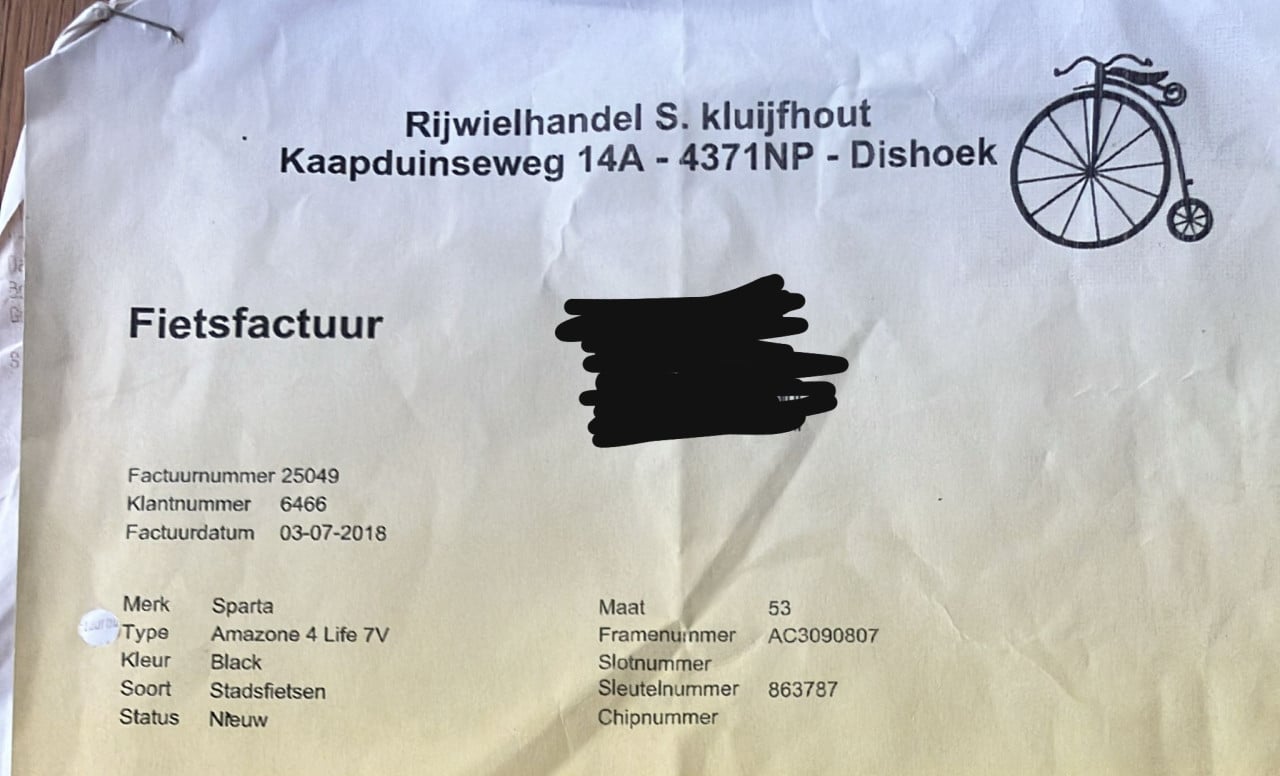 Rijwielhandel S. kluijfhout
Kaapduinseweg 14A - 4371NP - Dishoek
Fietsfactuur
Factuurnummer 25049
Klantnummer 6466
Factuurdatum 03-07-2018
Merk Sparta
Type Amazone 4 Life 7V
Kleur Black
Soort Stadsfietsen
Status Nieuw
Maat 53
Framenummer AC3090807
Slotnummer
Sleutelnummer 863787
Chipnummer